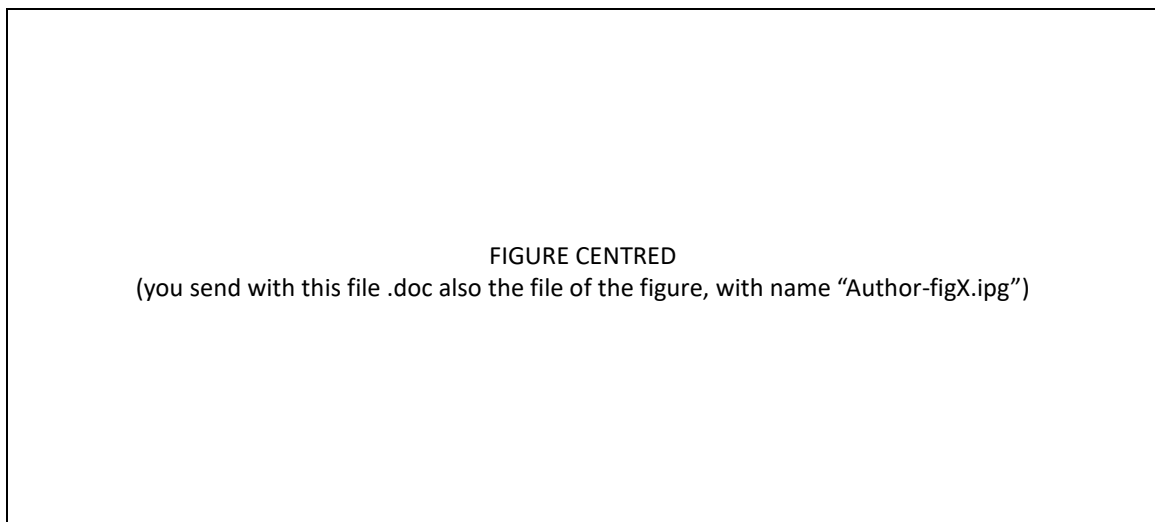 FIGURE CENTRED
(you send with this file .doc also the file of the figure, with name “Author-figX.ipg”)